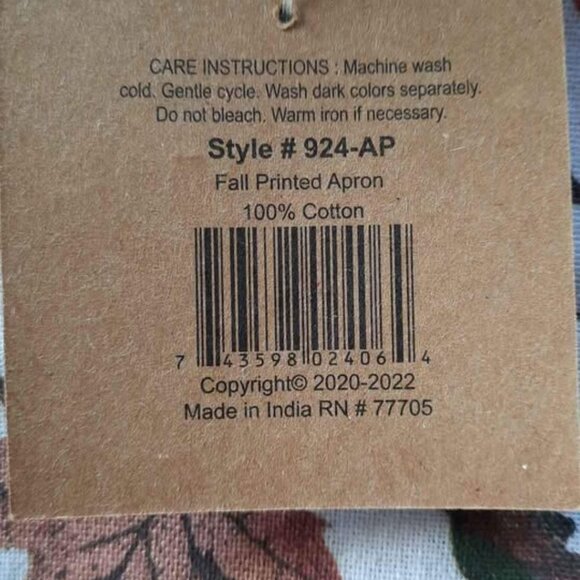 CARE INSTRUCTIONS : Machine wash
cold. Gentle cycle. Wash dark colors separately.
Do not bleach. Warm iron if necessary.
Style # 924-AP
Fall Printed Apron
100% Cotton
7 43598 02406 4
Copyright© 2020-2022
Made in India RN # 77705